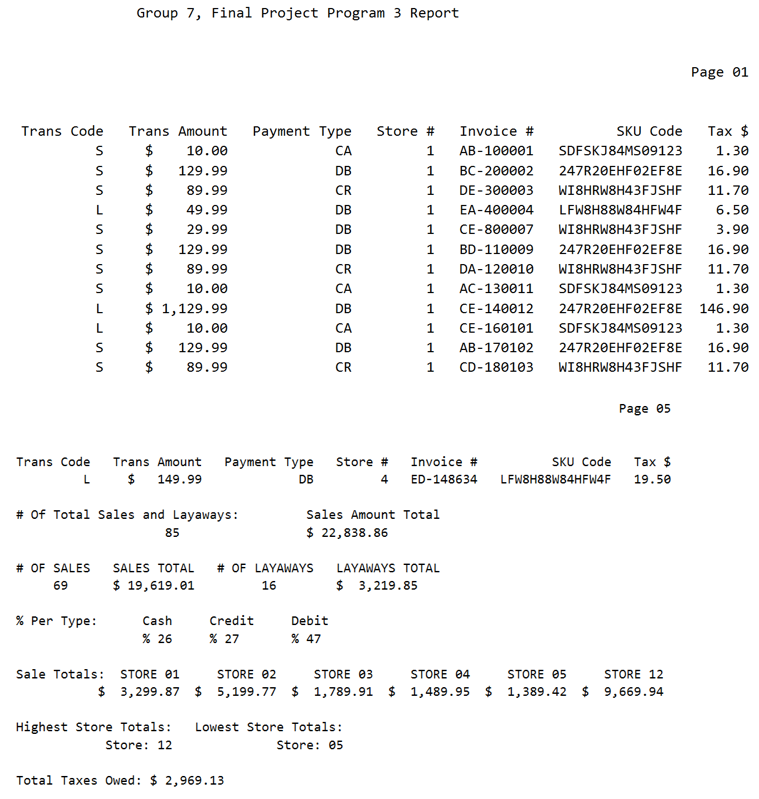 Group 7, Final Project Program 3 Report
Page 01
Trans Code   Trans Amount   Payment Type   Store #   Invoice #          SKU Code   Tax $
S     $    10.00             CA         1   AB-100001   SDFSKJ84MS09123    1.30
S     $   129.99             DB         1   BC-200002   247R20EHF02EF8E   16.90
S     $    89.99             CR         1   DE-300003   WI8HRW8H43FJSHF   11.70
L     $    49.99             DB         1   EA-400004   LFW8H88W84HFW4F    6.50
S     $    29.99             DB         1   CE-800007   WI8HRW8H43FJSHF    3.90
S     $   129.99             DB         1   BD-110009   247R20EHF02EF8E   16.90
S     $    89.99             CR         1   DA-120010   WI8HRW8H43FJSHF   11.70
S     $    10.00             CA         1   AC-130011   SDFSKJ84MS09123    1.30
L     $ 1,129.99             DB         1   CE-140012   247R20EHF02EF8E  146.90
L     $    10.00             CA         1   CE-160101   SDFSKJ84MS09123    1.30
S     $   129.99             DB         1   AB-170102   247R20EHF02EF8E   16.90
S     $    89.99             CR         1   CD-180103   WI8HRW8H43FJSHF   11.70
Page 05
Trans Code   Trans Amount   Payment Type   Store #   Invoice #          SKU Code   Tax $
L     $   149.99             DB         4   ED-148634   LFW8H88W84HFW4F   19.50
# Of Total Sales and Layaways:         Sales Amount Total
85                 $ 22,838.86
# OF SALES   SALES TOTAL   # OF LAYAWAYS   LAYAWAYS TOTAL
69      $ 19,619.01         16        $  3,219.85
% Per Type:      Cash     Credit     Debit
% 26     % 27       % 47
Sale Totals:  STORE 01     STORE 02     STORE 03     STORE 04     STORE 05     STORE 12
$  3,299.87  $  5,199.77  $  1,789.91  $  1,489.95  $  1,389.42  $  9,669.94
Highest Store Totals:   Lowest Store Totals:
Store: 12              Store: 05
Total Taxes Owed: $ 2,969.13